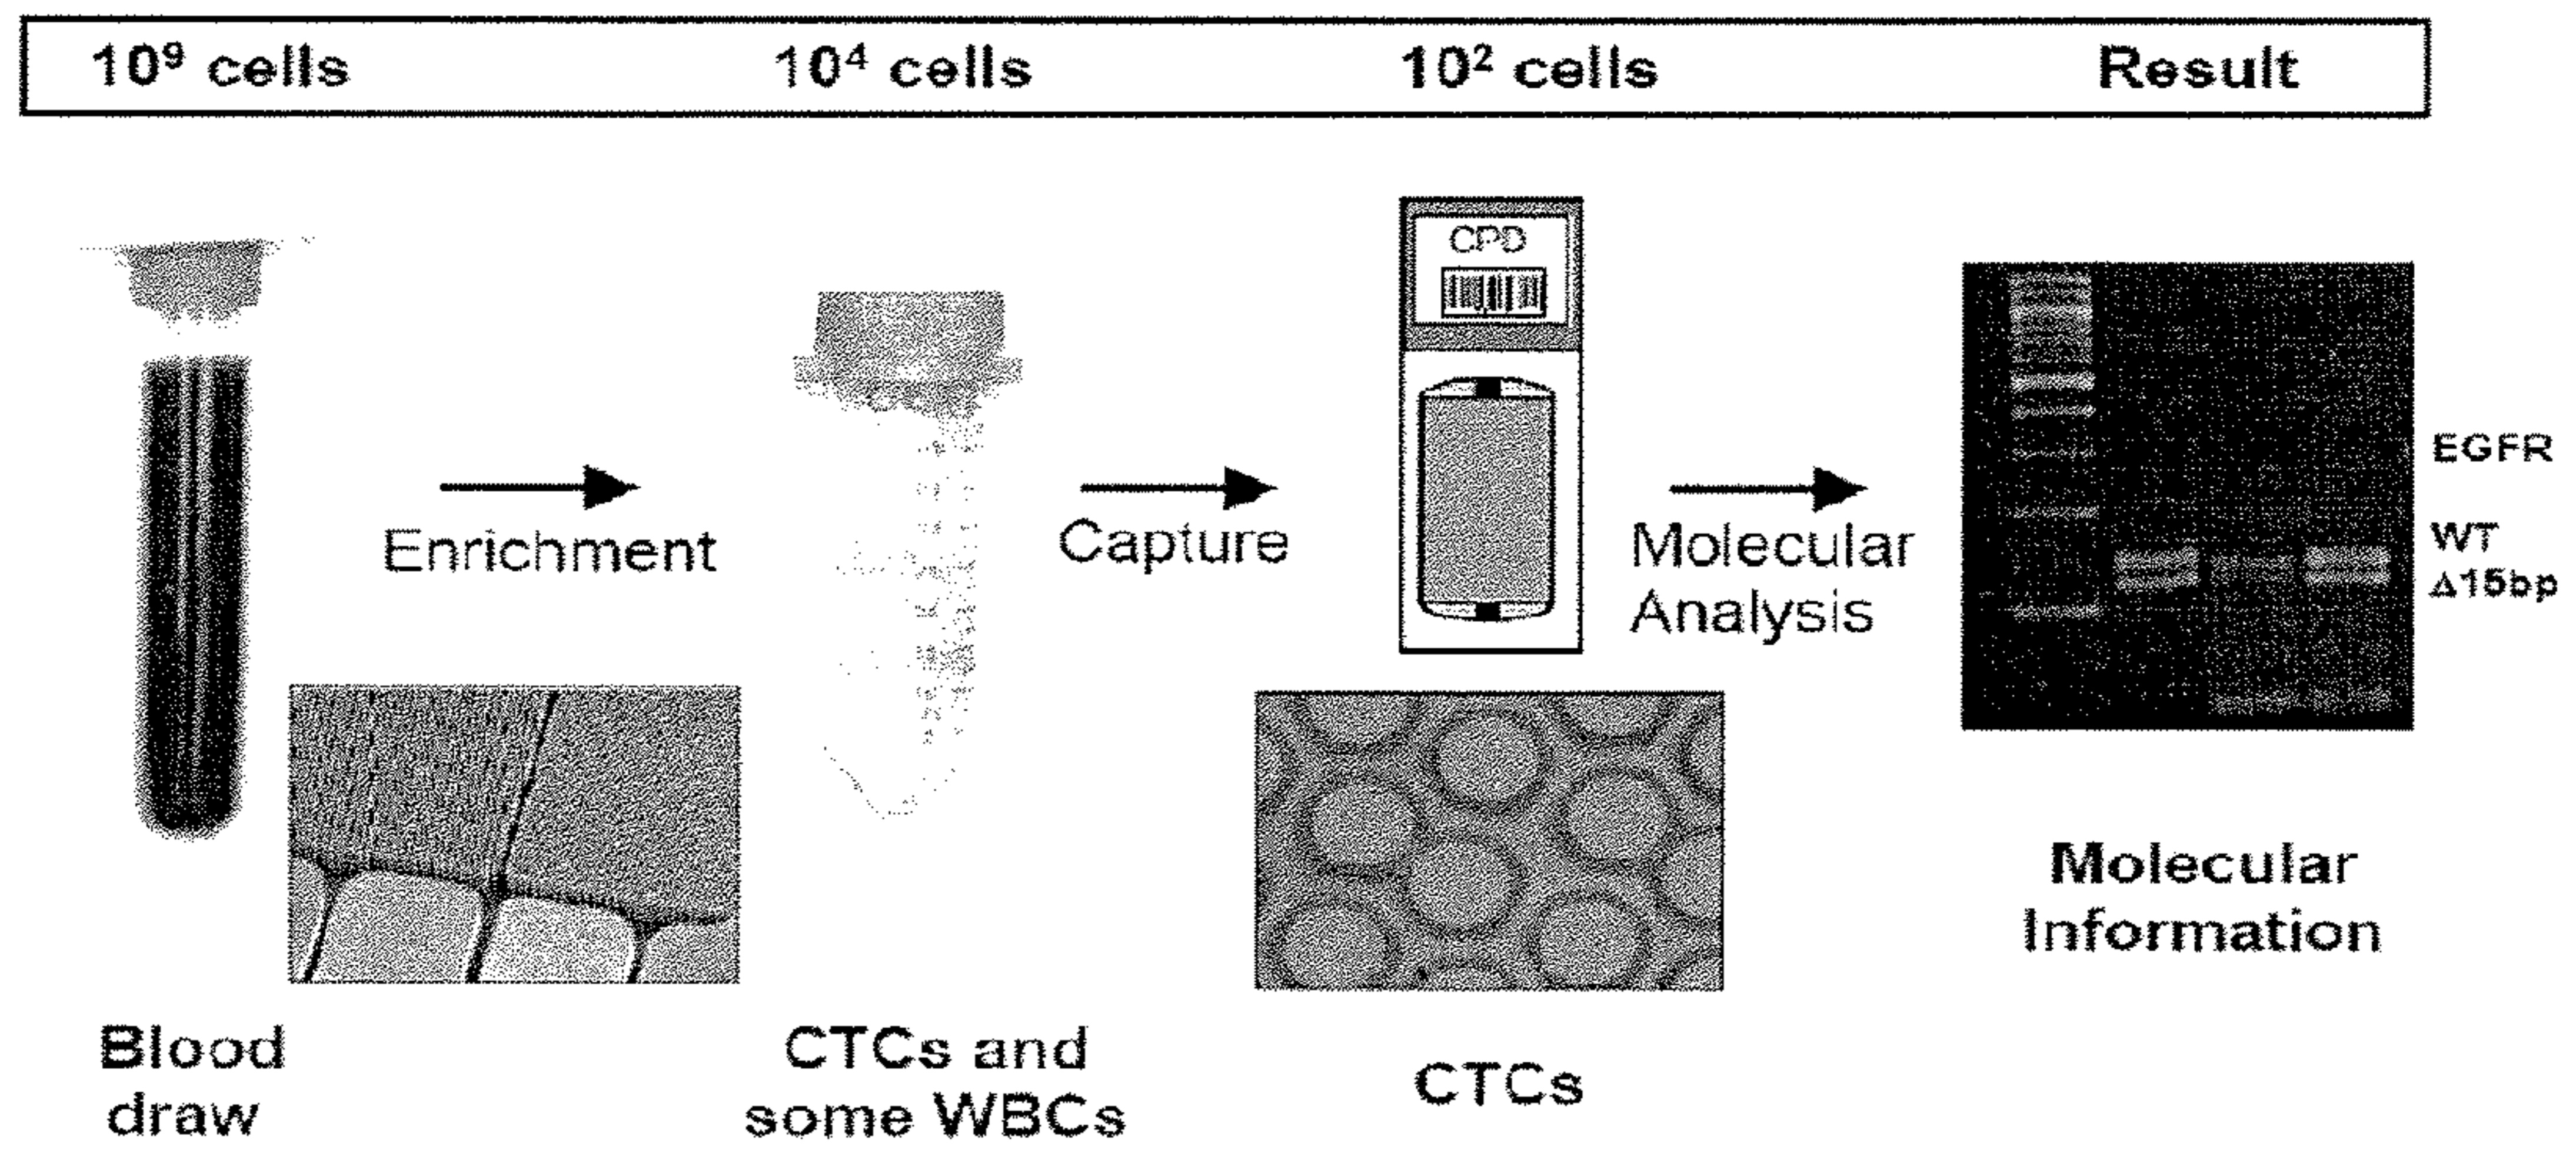 10⁹ cells 10⁴ cells 10² cells Result
CPD
EGFR
WT
Δ15bp
Enrichment
Capture
Molecular
Analysis
Molecular
Information
Blood
draw
CTCs and
some WBCs
CTCs